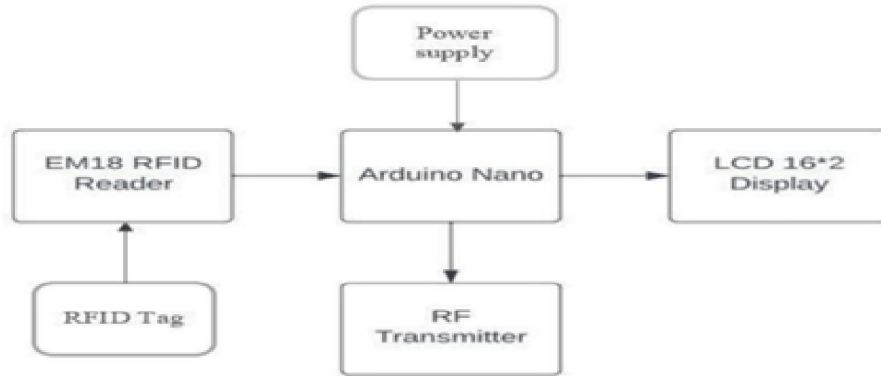 Power
supply
EM18 RFID
Reader
Arduino Nano
LCD 16*2
Display
RFID Tag
RF
Transmitter